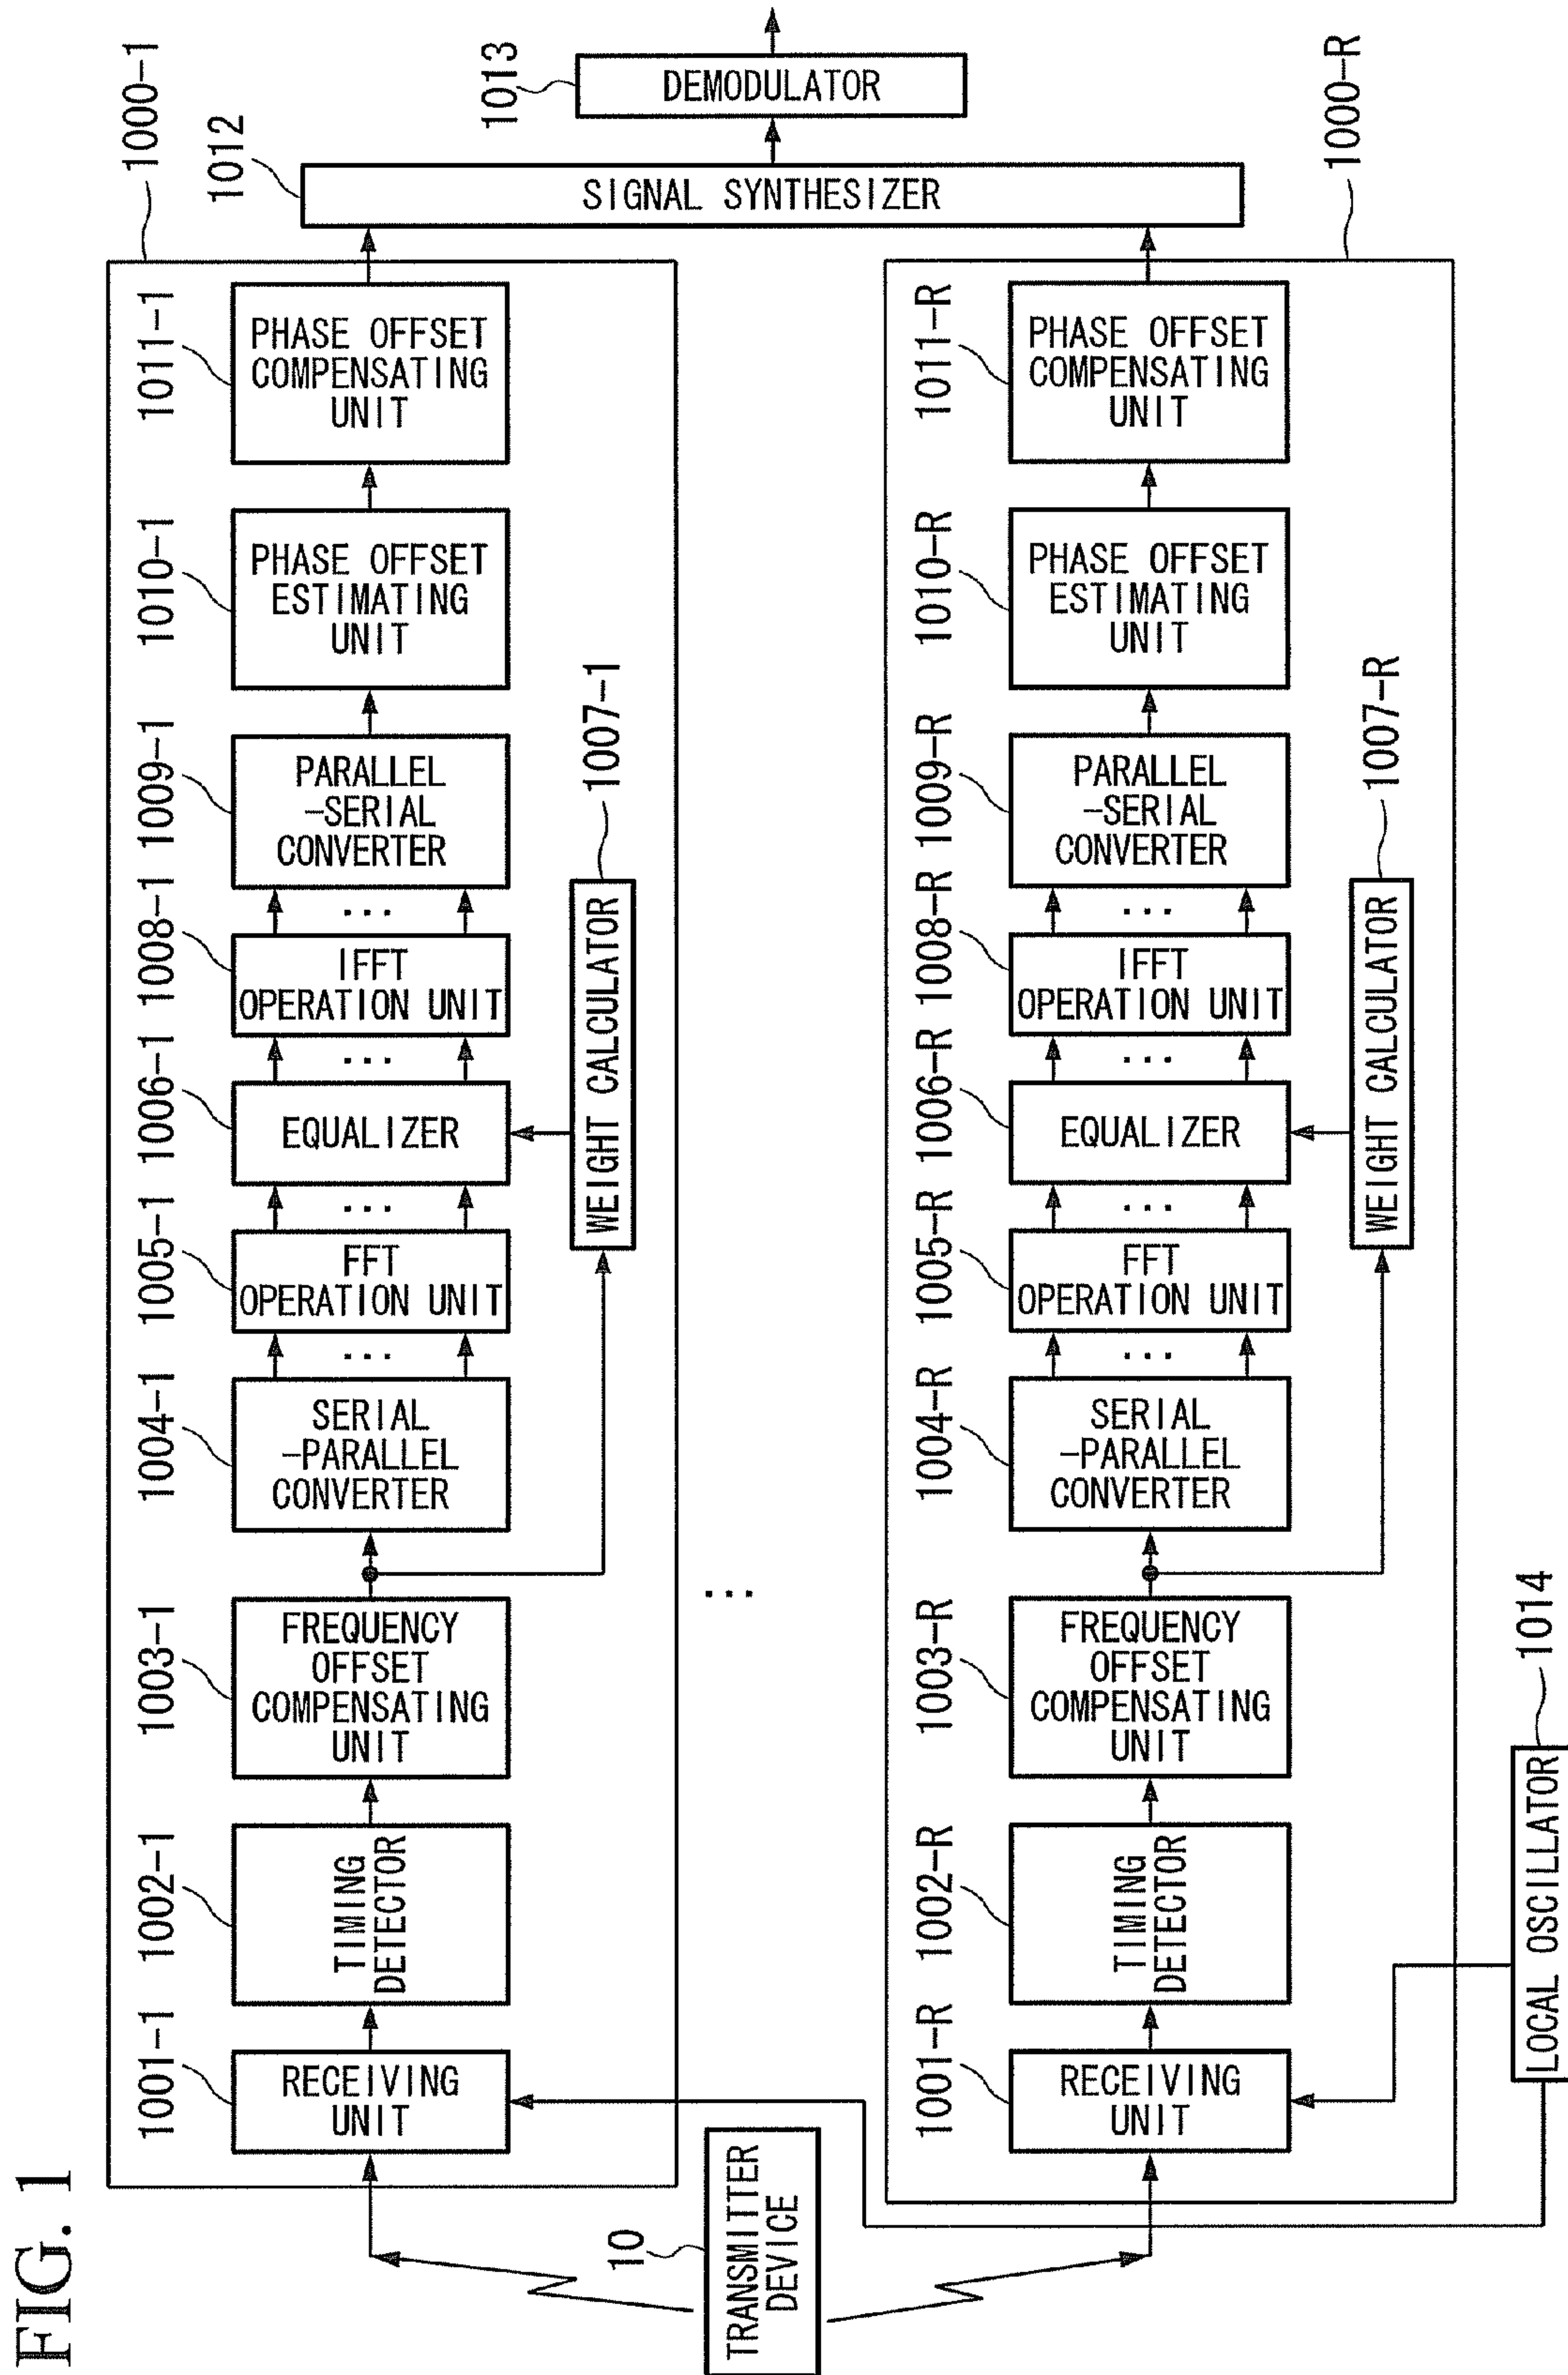 FIG. 1
1000-1
1001-1
RECEIVING
UNIT
1002-1
TIMING
DETECTOR
1003-1
FREQUENCY
OFFSET
COMPENSATING
UNIT
1004-1
SERIAL
-PARALLEL
CONVERTER
...
1005-1
FFT
OPERATION UNIT
...
1006-1
EQUALIZER
...
1008-1
IFFT
OPERATION UNIT
...
1009-1
PARALLEL
-SERIAL
CONVERTER
1010-1
PHASE OFFSET
ESTIMATING
UNIT
1011-1
PHASE OFFSET
COMPENSATING
UNIT
WEIGHT CALCULATOR
1007-1
1012
SIGNAL SYNTHESIZER
1013
DEMODULATOR
10
TRANSMITTER
DEVICE
...
1001-R
RECEIVING
UNIT
1002-R
TIMING
DETECTOR
1003-R
FREQUENCY
OFFSET
COMPENSATING
UNIT
1004-R
SERIAL
-PARALLEL
CONVERTER
...
1005-R
FFT
OPERATION UNIT
...
1006-R
EQUALIZER
...
1008-R
IFFT
OPERATION UNIT
...
1009-R
PARALLEL
-SERIAL
CONVERTER
1010-R
PHASE OFFSET
ESTIMATING
UNIT
1011-R
PHASE OFFSET
COMPENSATING
UNIT
WEIGHT CALCULATOR
1007-R
1000-R
LOCAL OSCILLATOR
1014